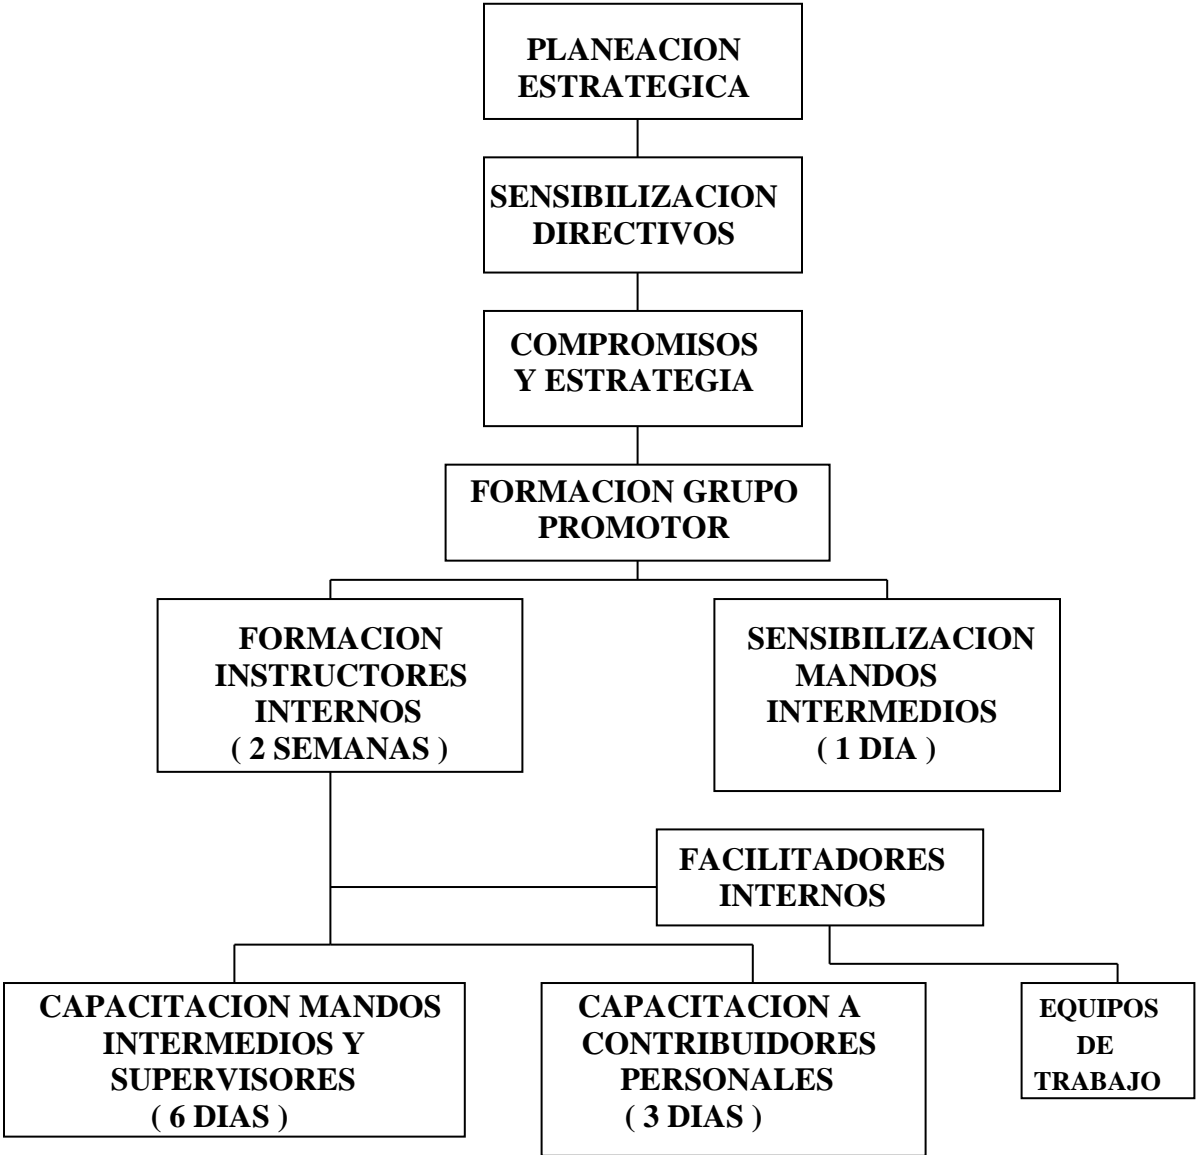 PLANEACION
ESTRATEGICA
SENSIBILIZACION
DIRECTIVOS
COMPROMISOS
Y ESTRATEGIA
FORMACION GRUPO
PROMOTOR
FORMACION
INSTRUCTORES
INTERNOS
( 2 SEMANAS )
SENSIBILIZACION
MANDOS
INTERMEDIOS
( 1 DIA )
FACILITADORES
INTERNOS
CAPACITACION MANDOS
INTERMEDIOS Y
SUPERVISORES
( 6 DIAS )
CAPACITACION A
CONTRIBUIDORES
PERSONALES
( 3 DIAS )
EQUIPOS
DE
TRABAJO